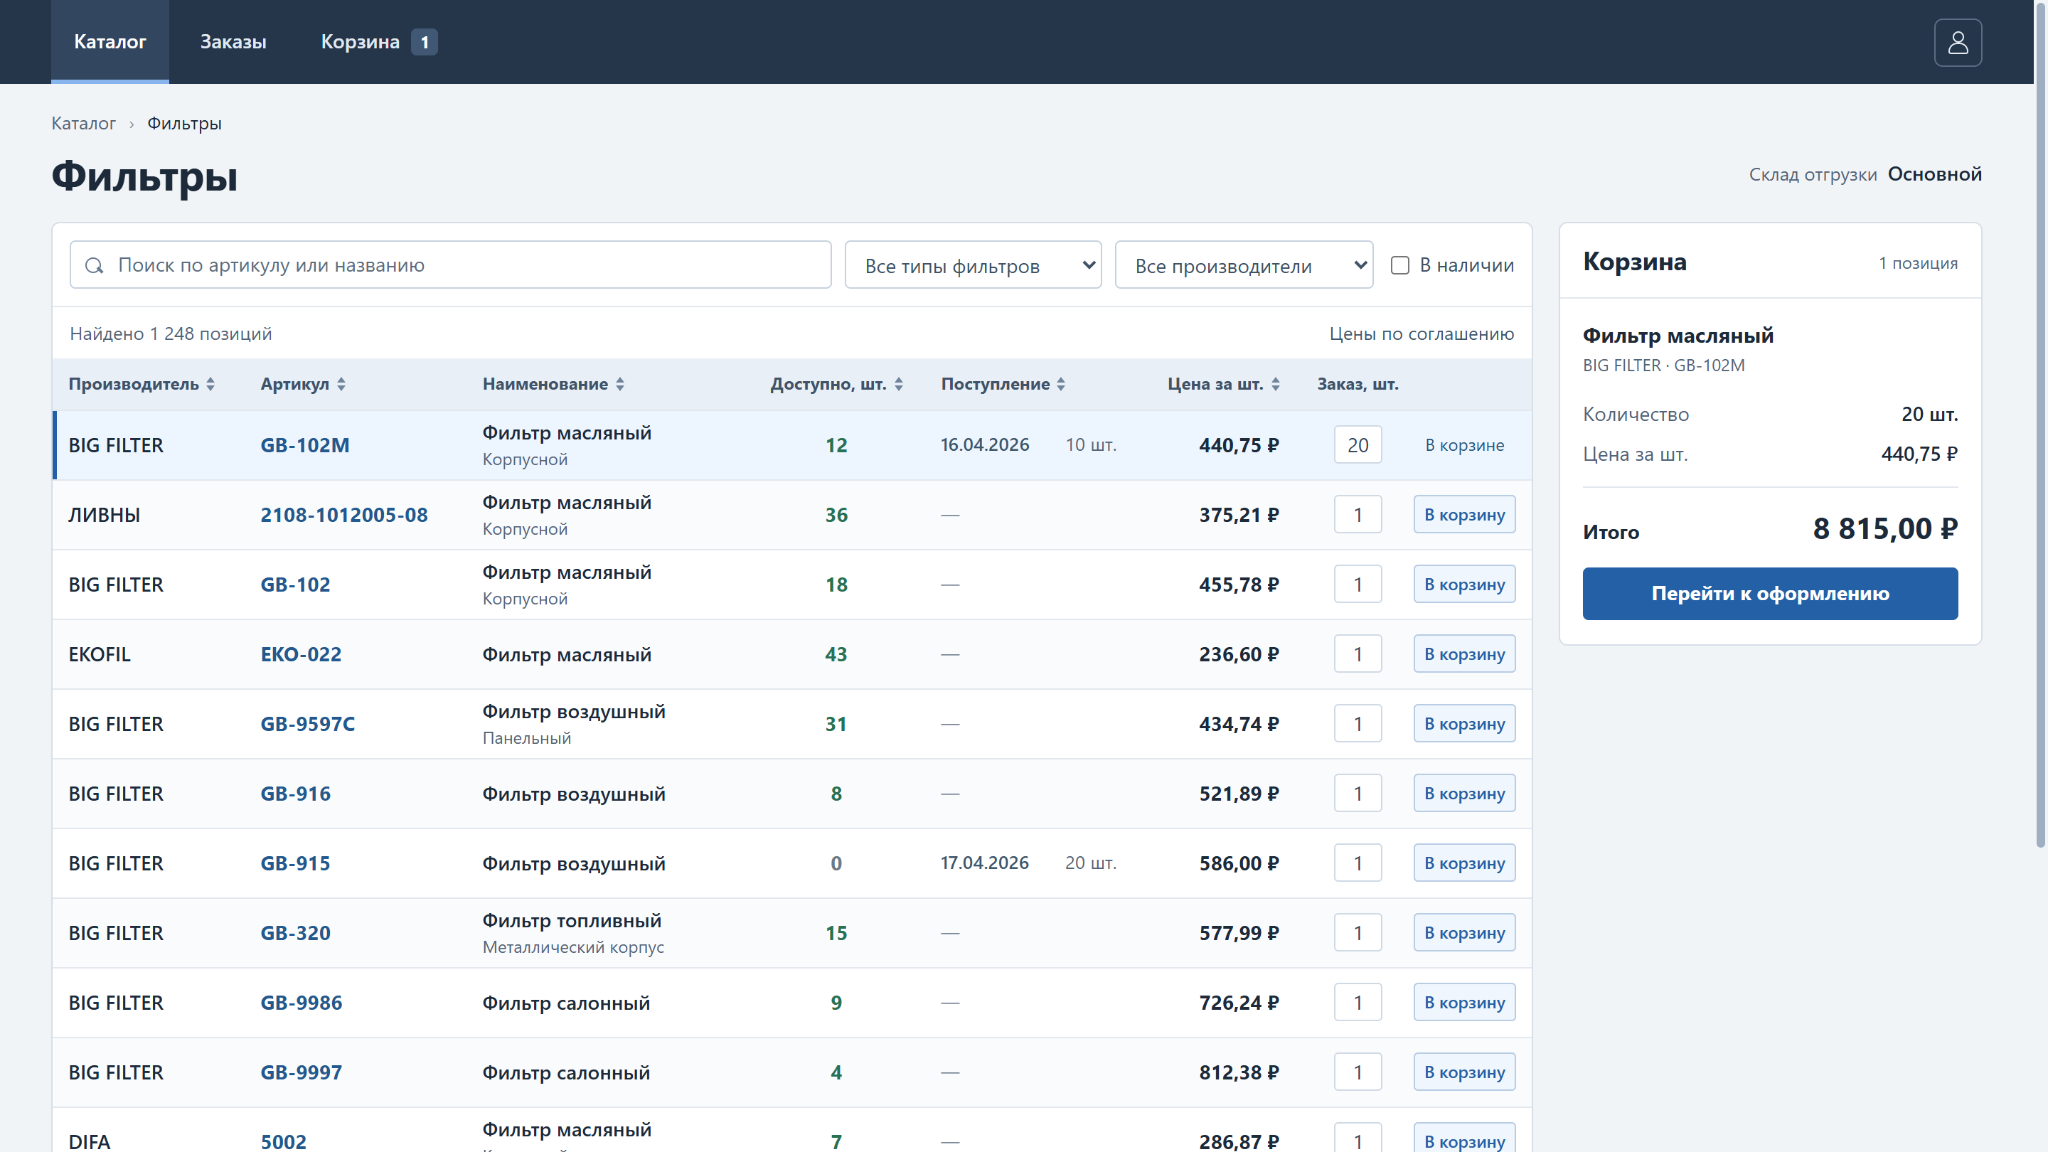 Каталог Заказы Корзина 1
Каталог › Фильтры
Фильтры
Склад отгрузки Основной
Поиск по артикулу или названию Все типы фильтров Все производители В наличии
Найдено 1 248 позиций Цены по соглашению
Производитель Артикул Наименование Доступно, шт. Поступление Цена за шт. Заказ, шт.
BIG FILTER GB-102M Фильтр масляный 12 16.04.2026 10 шт. 440,75 ₽ 20 В корзине
Корпусной
ЛИВНЫ 2108-1012005-08 Фильтр масляный 36 — 375,21 ₽ 1 В корзину
Корпусной
BIG FILTER GB-102 Фильтр масляный 18 — 455,78 ₽ 1 В корзину
Корпусной
EKOFIL EKO-022 Фильтр масляный 43 — 236,60 ₽ 1 В корзину
BIG FILTER GB-9597C Фильтр воздушный 31 — 434,74 ₽ 1 В корзину
Панельный
BIG FILTER GB-916 Фильтр воздушный 8 — 521,89 ₽ 1 В корзину
BIG FILTER GB-915 Фильтр воздушный 0 17.04.2026 20 шт. 586,00 ₽ 1 В корзину
BIG FILTER GB-320 Фильтр топливный 15 — 577,99 ₽ 1 В корзину
Металлический корпус
BIG FILTER GB-9986 Фильтр салонный 9 — 726,24 ₽ 1 В корзину
BIG FILTER GB-9997 Фильтр салонный 4 — 812,38 ₽ 1 В корзину
DIFA 5002 Фильтр масляный 7 — 286,87 ₽ 1 В корзину
Корзина 1 позиция
Фильтр масляный
BIG FILTER · GB-102M
Количество 20 шт.
Цена за шт. 440,75 ₽
Итого 8 815,00 ₽
Перейти к оформлению